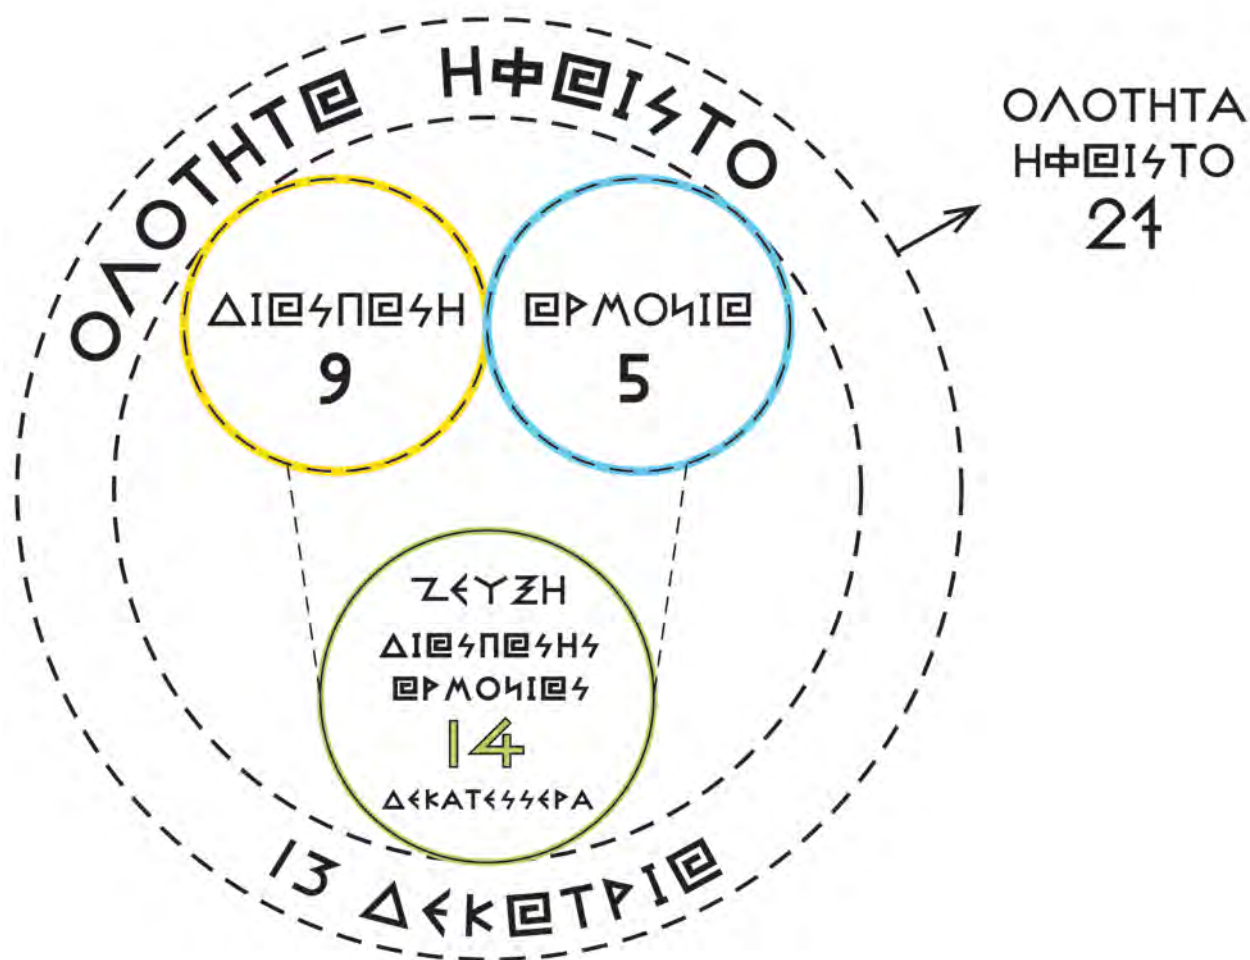 ΟΛΟΤΗΤΑ ΗΦΑΙΣΤΟ
ΟΛΟΤΗΤΑ
ΗΦΑΙΣΤΟ
24
ΔΙΑΣΠΑΣΗ
9
ΑΡΜΟΝΙΑ
5
ΖΕΥΞΗ
ΔΙΑΣΠΑΣΗΣ
ΑΡΜΟΝΙΑΣ
14
ΔΕΚΑΤΕΣΣΕΡΑ
13 ΔΕΚΑΤΡΙΑ